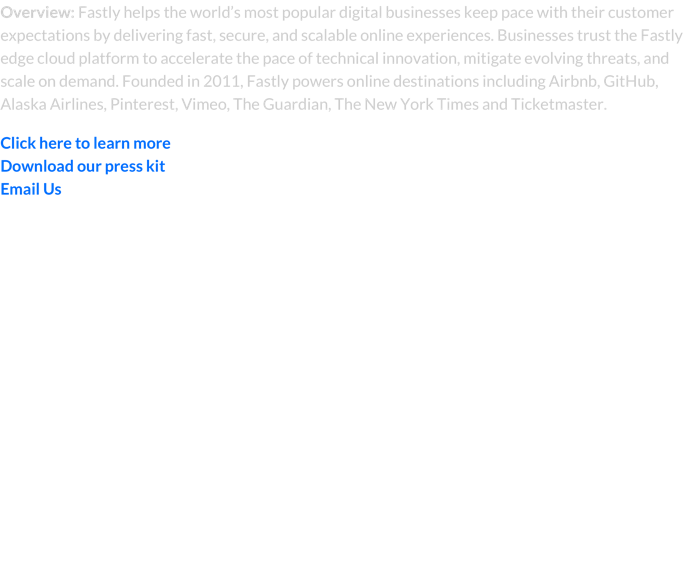 Overview: Fastly helps the world's most popular digital businesses keep pace with their customer
expectations by delivering fast, secure, and scalable online experiences. Businesses trust the Fastly
edge cloud platform to accelerate the pace of technical innovation, mitigate evolving threats, and
scale on demand. Founded in 2011, Fastly powers online destinations including Airbnb, GitHub,
Alaska Airlines, Pinterest, Vimeo, The Guardian, The New York Times and Ticketmaster.
Click here to learn more
Download our press kit
Email Us